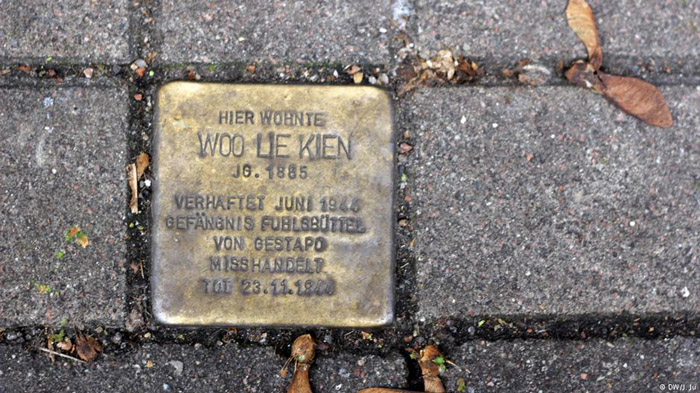 HIER WOHNTE
WOO LIE KIEN
JG. 1885
VERHAFTET JUNI 1944
GEFÄNGNIS FUHLSBÜTTEL
VON GESTAPO
MISSHANDELT
TOT 23.11.
© DW/J. Ju